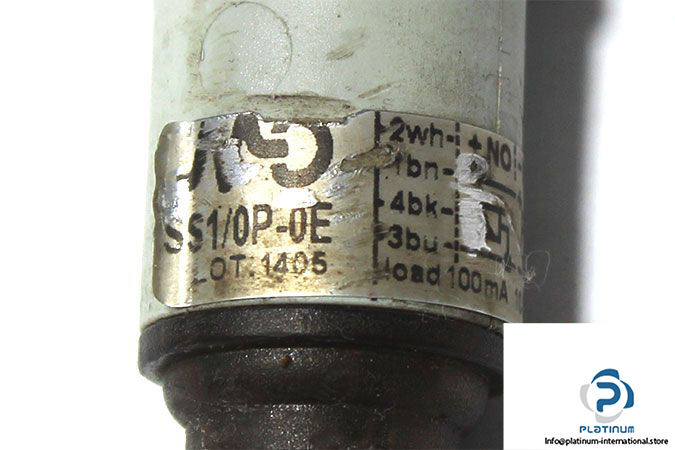 SS1/0P-0E
LOT:1405
2wh
+NO
1bn
4bk
3bu
load 100mA
PLATINUM
Info@platinum-international.store